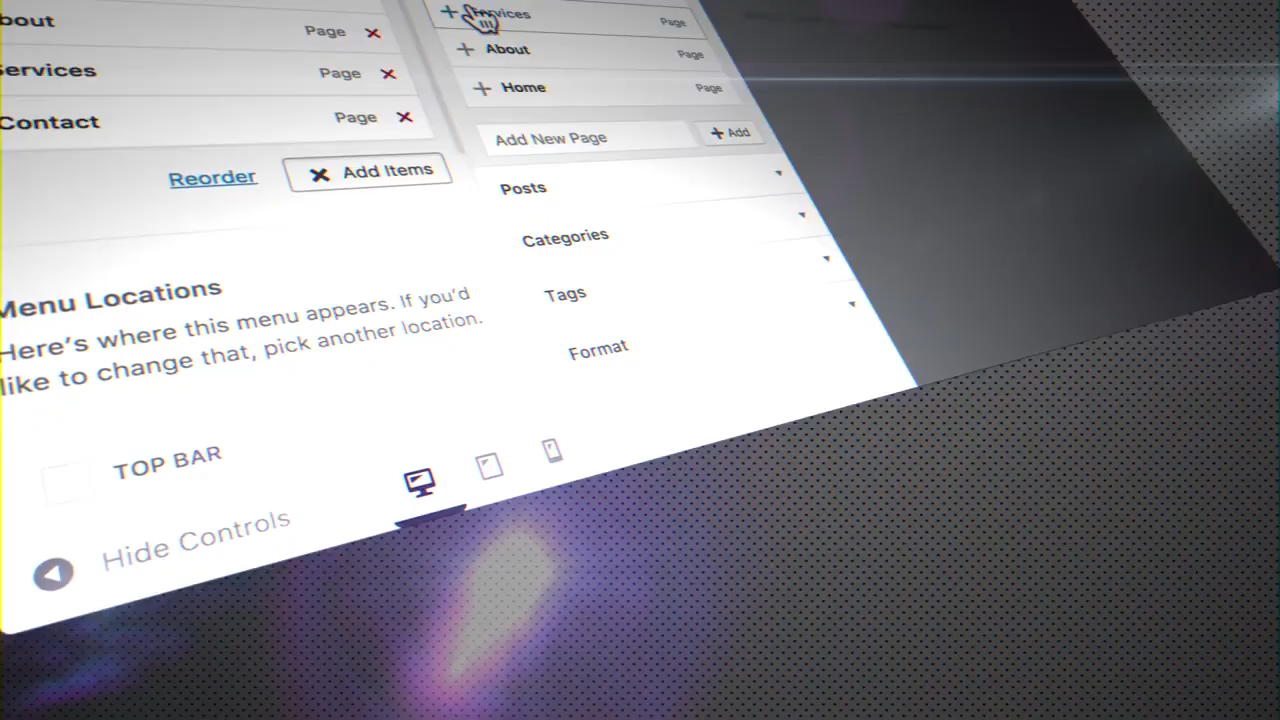 bout Page
ervices Page
Contact Page
Reorder Add Items
Menu Locations
Here’s where this menu appears. If you’d
like to change that, pick another location.
TOP BAR
Hide Controls
Services Page
About Page
Home Page
Add New Page Add
Posts
Categories
Tags
Format